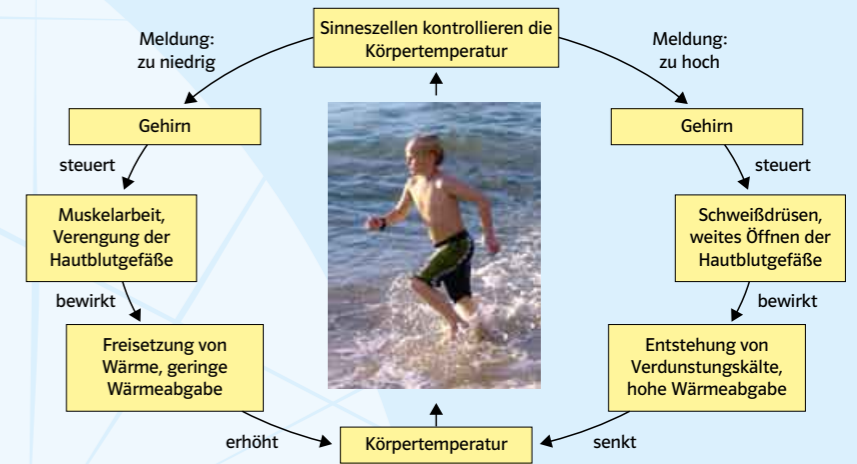 Sinneszellen kontrollieren die
Körpertemperatur
Meldung:
zu niedrig
Meldung:
zu hoch
Gehirn
Gehirn
steuert
steuert
Muskelarbeit,
Verengung der
Hautblutgefäße
Schweißdrüsen,
weites Öffnen der
Hautblutgefäße
bewirkt
bewirkt
Freisetzung von
Wärme, geringe
Wärmeabgabe
Entstehung von
Verdunstungskälte,
hohe Wärmeabgabe
erhöht
Körpertemperatur
senkt